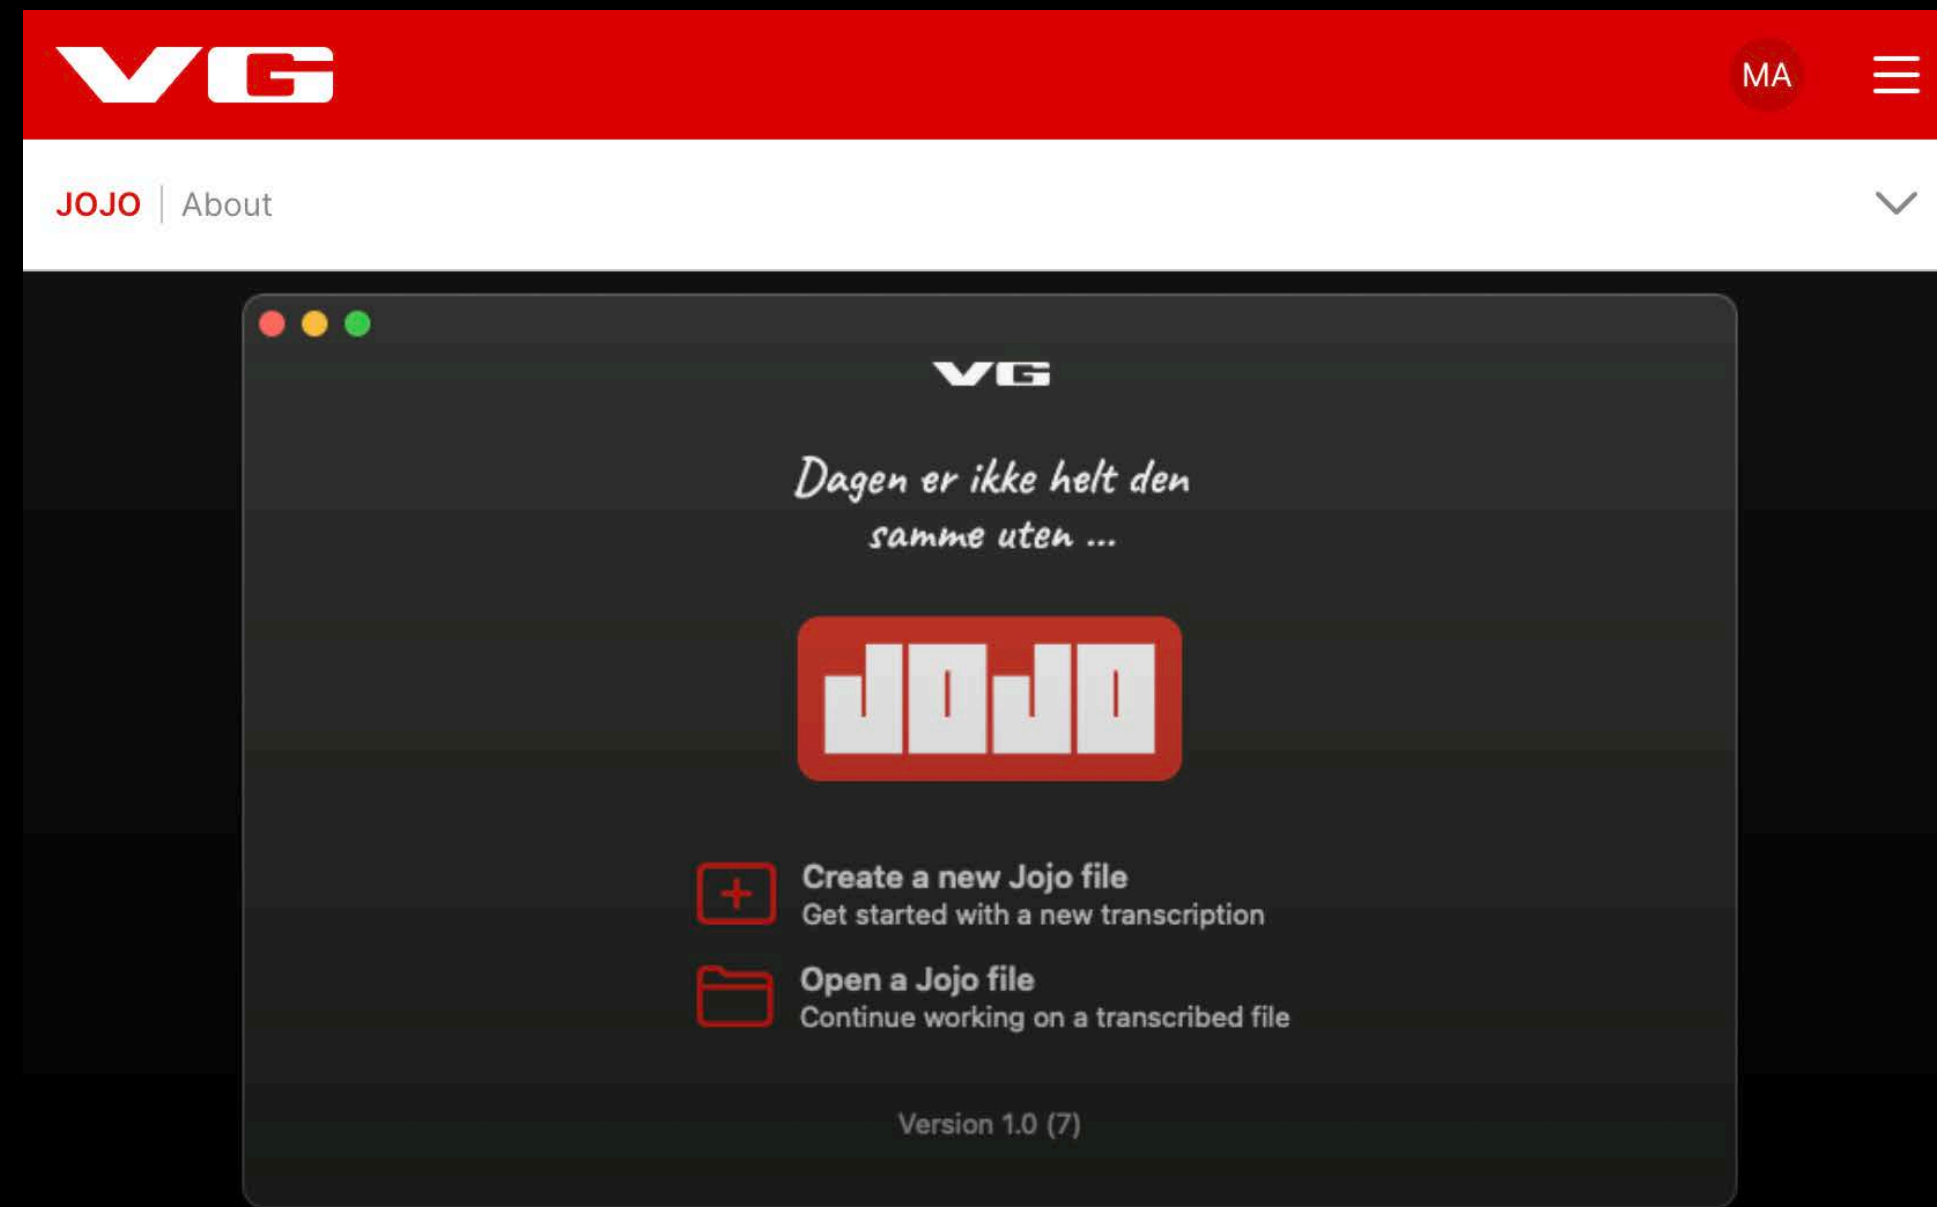 VG
MA
JOJO | About
VG
Dagen er ikke helt den
samme uten ...
JOJO
Create a new Jojo file
Get started with a new transcription
Open a Jojo file
Continue working on a transcribed file
Version 1.0 (7)